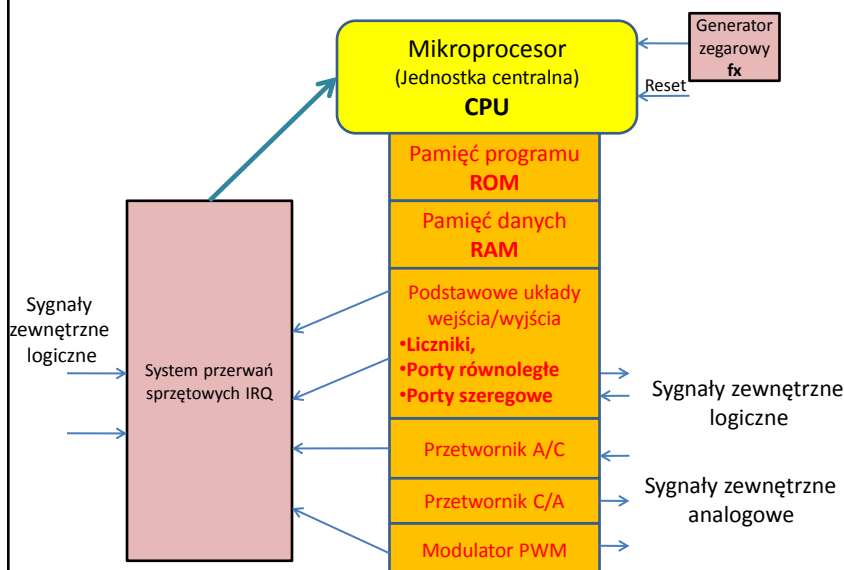 Mikroprocesor
(Jednostka centralna)
CPU
Generator
zegarowy
fx
Reset
Pamięć programu
ROM
Pamięć danych
RAM
Podstawowe układy
wejścia/wyjścia
•Liczniki,
•Porty równoległe
•Porty szeregowe
Przetwornik A/C
Przetwornik C/A
Modulator PWM
Sygnały
zewnętrzne
logiczne
System przerwań
sprzętowych IRQ
Sygnały zewnętrzne
logiczne
Sygnały zewnętrzne
analogowe